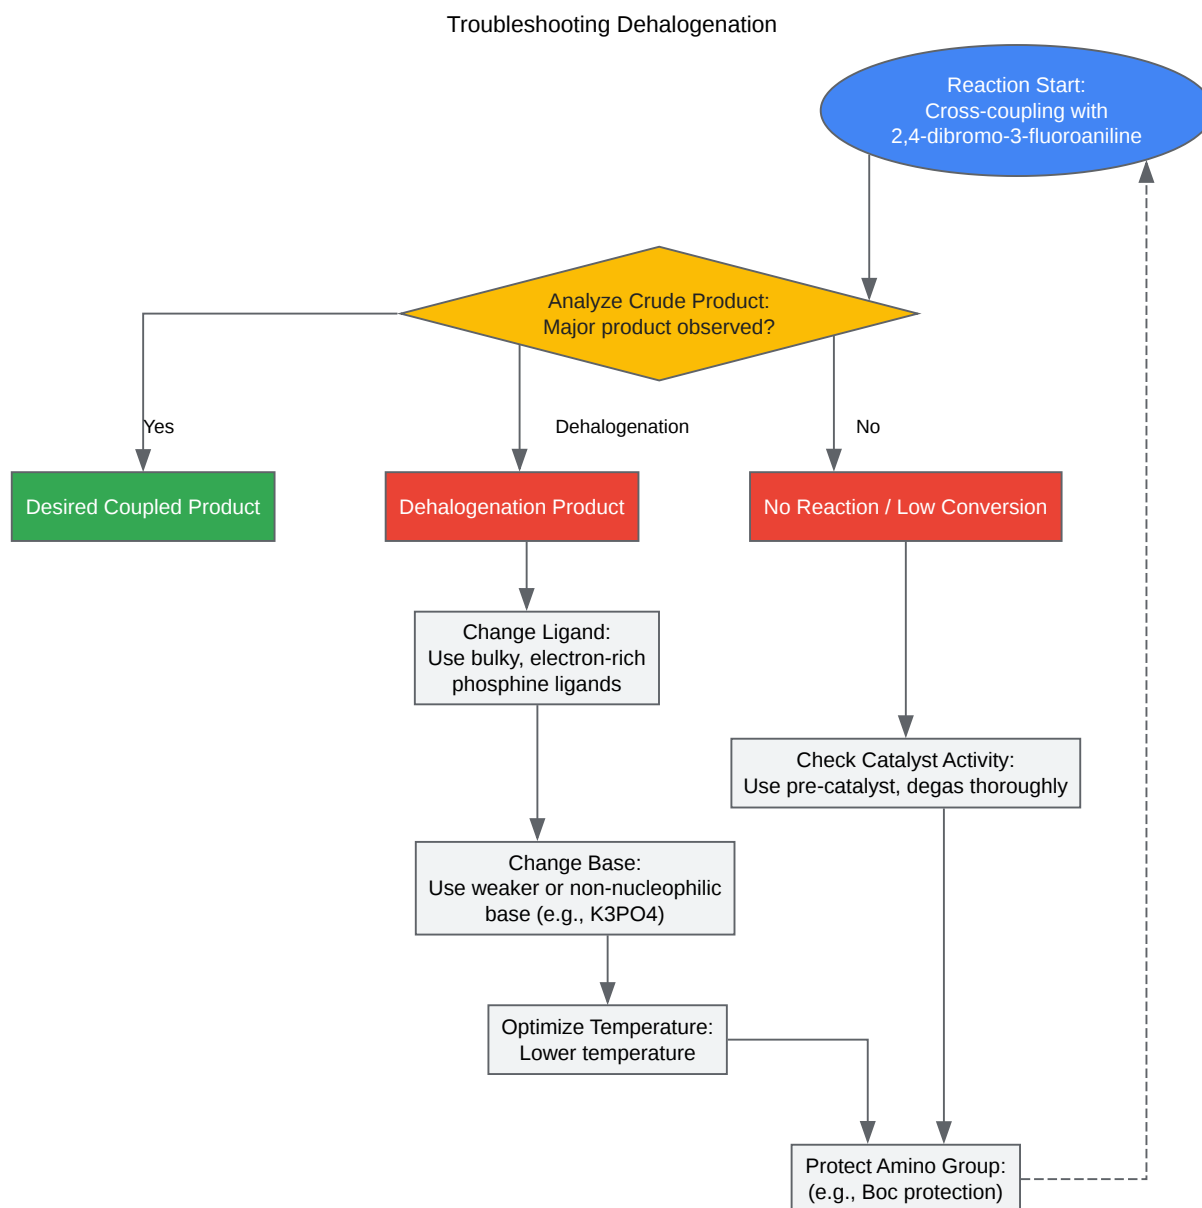 Troubleshooting Dehalogenation
Reaction Start:
Cross-coupling with
2,4-dibromo-3-fluoroaniline
Analyze Crude Product:
Major product observed?
Yes
Dehalogenation
No
Desired Coupled Product
Dehalogenation Product
No Reaction / Low Conversion
Change Ligand:
Use bulky, electron-rich
phosphine ligands
Check Catalyst Activity:
Use pre-catalyst, degas thoroughly
Change Base:
Use weaker or non-nucleophilic
base (e.g., K3PO4)
Optimize Temperature:
Lower temperature
Protect Amino Group:
(e.g., Boc protection)